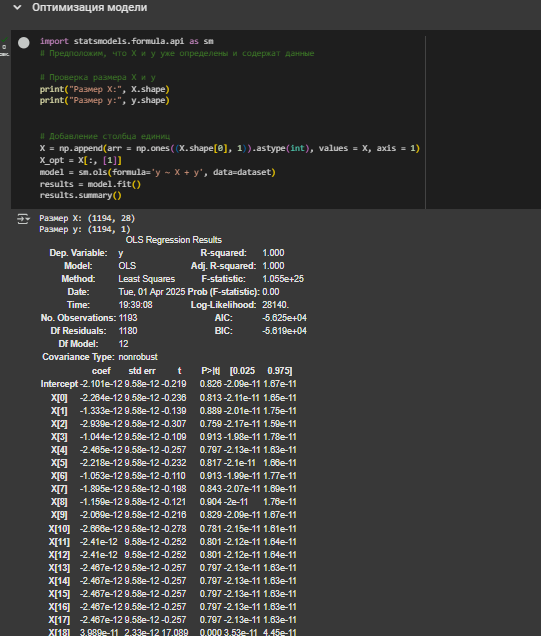 Оптимизация модели
import statsmodels.formula.api as sm
# Предположим, что X и y уже определены и содержат данные
# Проверка размера X и y
print("Размер X:", X.shape)
print("Размер y:", y.shape)
# Добавление столбца единиц
X = np.append(arr = np.ones((X.shape[0], 1)).astype(int), values = X, axis = 1)
X_opt = X[:, [1]]
model = sm.ols(formula='y ~ X + y', data=dataset)
results = model.fit()
results.summary()
Размер X: (1194, 28)
Размер y: (1194, 1)
OLS Regression Results
Dep. Variable: y R-squared: 1.000
Model: OLS Adj. R-squared: 1.000
Method: Least Squares F-statistic: 1.055e+25
Date: Tue, 01 Apr 2025 Prob (F-statistic): 0.00
Time: 19:39:08 Log-Likelihood: 28140.
No. Observations: 1193 AIC: -5.625e+04
Df Residuals: 1180 BIC: -5.619e+04
Df Model: 12
Covariance Type: nonrobust
coef std err t P>|t| [0.025 0.975]
Intercept -2.101e-12 9.58e-12 -0.219 0.826 -2.09e-11 1.67e-11
X[0] -2.264e-12 9.58e-12 -0.236 0.813 -2.11e-11 1.65e-11
X[1] -1.333e-12 9.58e-12 -0.139 0.889 -2.01e-11 1.75e-11
X[2] -2.939e-12 9.58e-12 -0.307 0.759 -2.17e-11 1.59e-11
X[3] -1.044e-12 9.58e-12 -0.109 0.913 -1.98e-11 1.78e-11
X[4] -2.465e-12 9.58e-12 -0.257 0.797 -2.13e-11 1.63e-11
X[5] -2.218e-12 9.58e-12 -0.232 0.817 -2.1e-11 1.66e-11
X[6] -1.053e-12 9.58e-12 -0.110 0.913 -1.99e-11 1.77e-11
X[7] -1.895e-12 9.58e-12 -0.198 0.843 -2.07e-11 1.69e-11
X[8] -1.159e-12 9.58e-12 -0.121 0.904 -2e-11 1.76e-11
X[9] -2.069e-12 9.58e-12 -0.216 0.829 -2.09e-11 1.67e-11
X[10] -2.666e-12 9.58e-12 -0.278 0.781 -2.15e-11 1.61e-11
X[11] -2.41e-12 9.58e-12 -0.252 0.801 -2.12e-11 1.64e-11
X[12] -2.41e-12 9.58e-12 -0.252 0.801 -2.12e-11 1.64e-11
X[13] -2.467e-12 9.58e-12 -0.257 0.797 -2.13e-11 1.63e-11
X[14] -2.467e-12 9.58e-12 -0.257 0.797 -2.13e-11 1.63e-11
X[15] -2.467e-12 9.58e-12 -0.257 0.797 -2.13e-11 1.63e-11
X[16] -2.467e-12 9.58e-12 -0.257 0.797 -2.13e-11 1.63e-11
X[17] -2.467e-12 9.58e-12 -0.257 0.797 -2.13e-11 1.63e-11
X[18] 3.989e-11 2.33e-12 17.089 0.000 3.53e-11 4.45e-11